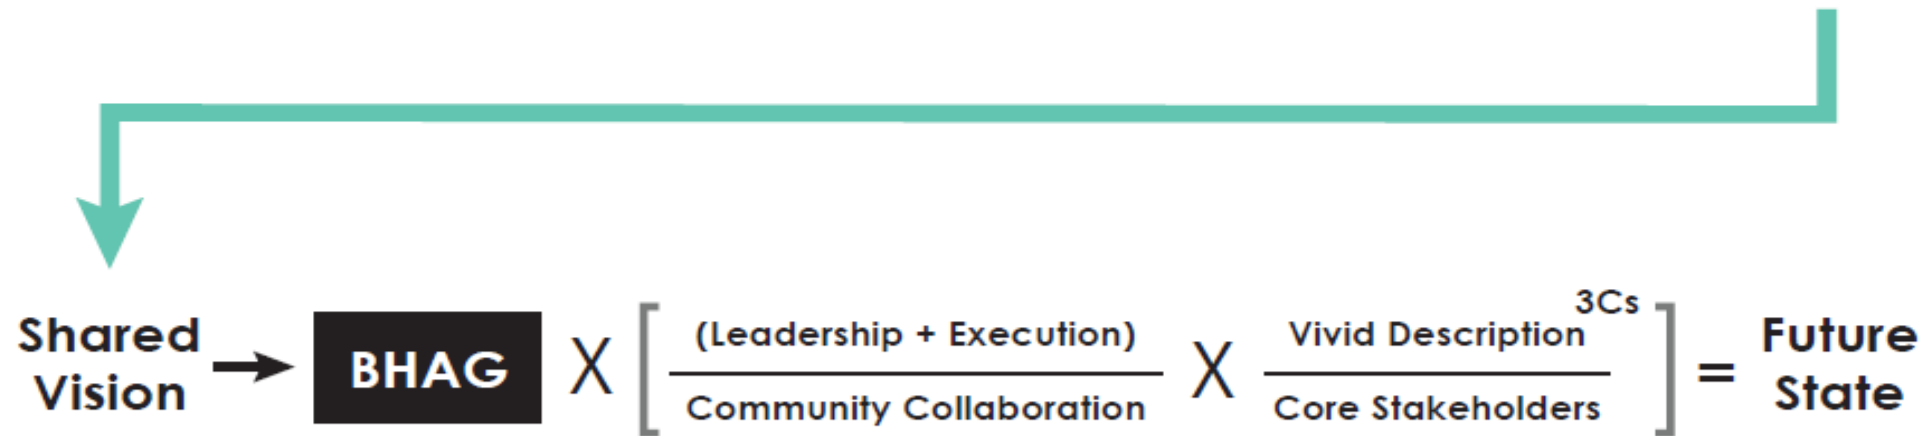 Shared Vision → BHAG X [ (Leadership + Execution) / Community Collaboration X Vivid Description 3Cs / Core Stakeholders ] = Future State